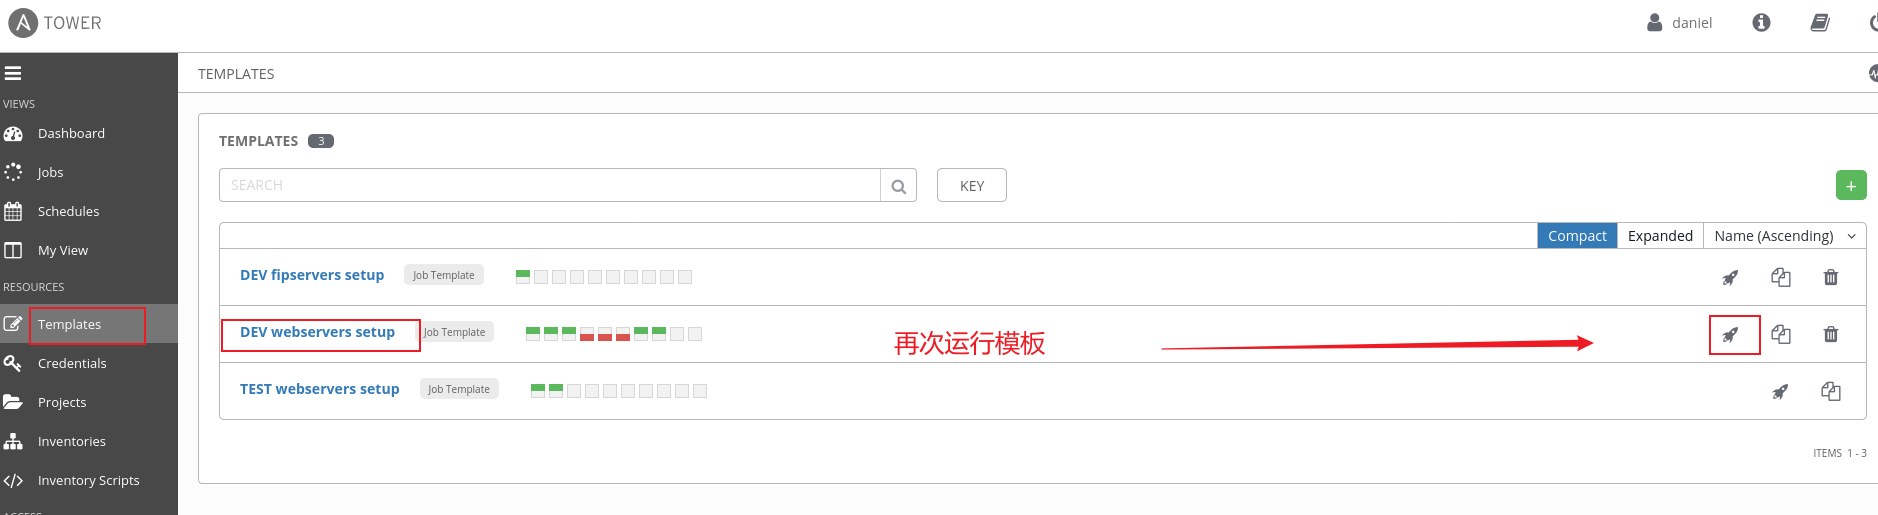 TOWER
daniel
TEMPLATES
VIEWS
Dashboard
Jobs
Schedules
My View
RESOURCES
Templates
Credentials
Projects
Inventories
Inventory Scripts
TEMPLATES 3
SEARCH
KEY
+
Compact Expanded Name (Ascending)
DEV fipservers setup Job Template
DEV webservers setup Job Template
再次运行模板
TEST webservers setup Job Template
ITEMS 1 - 3